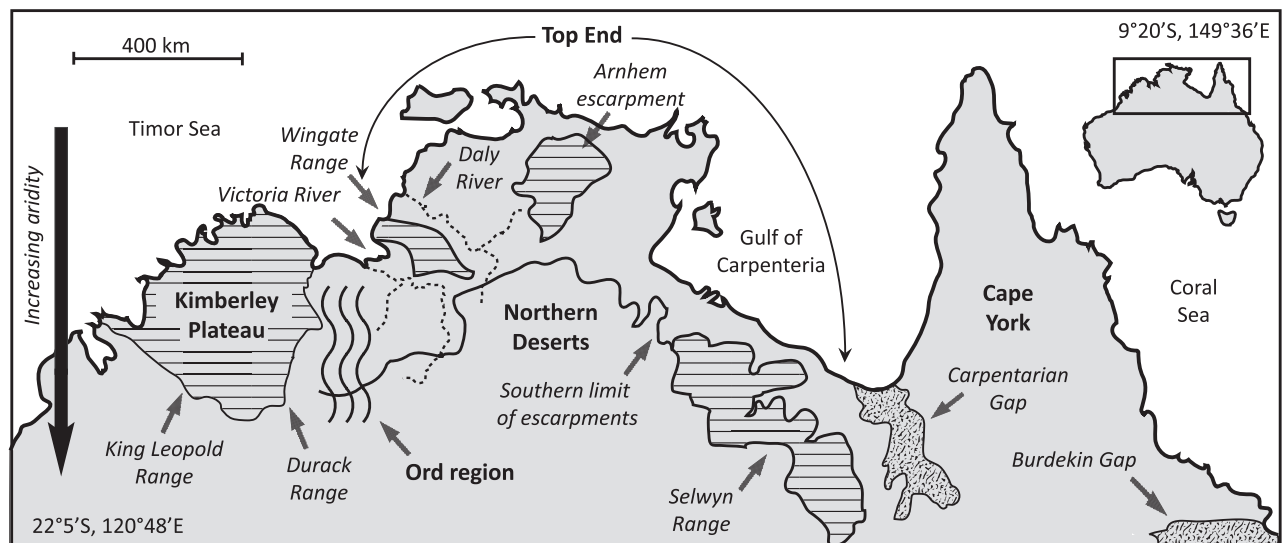 9°20'S, 149°36'E
Top End
400 km
Arnhem
escarpment
Timor Sea
Wingate
Range
Daly
River
Victoria River
Increasing aridity
Gulf of
Carpenteria
Kimberley
Plateau
Northern
Deserts
Cape
York
Coral
Sea
Southern limit
of escarpments
Carpentarian
Gap
King Leopold
Range
Durack
Range
Ord region
Selwyn
Range
Burdekin Gap
22°5'S, 120°48'E